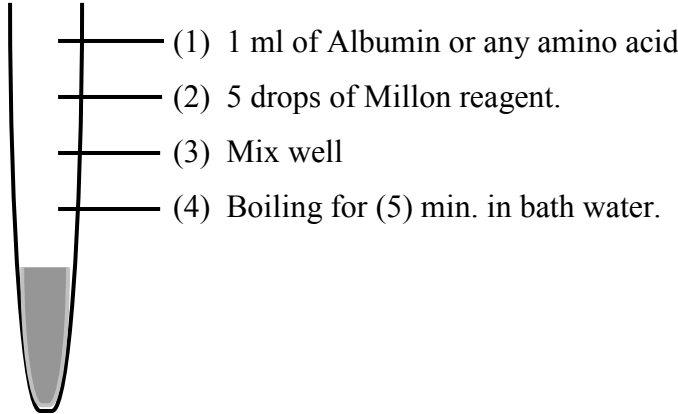 (1) 1 ml of Albumin or any amino acid
(2) 5 drops of Millon reagent.
(3) Mix well
(4) Boiling for (5) min. in bath water.